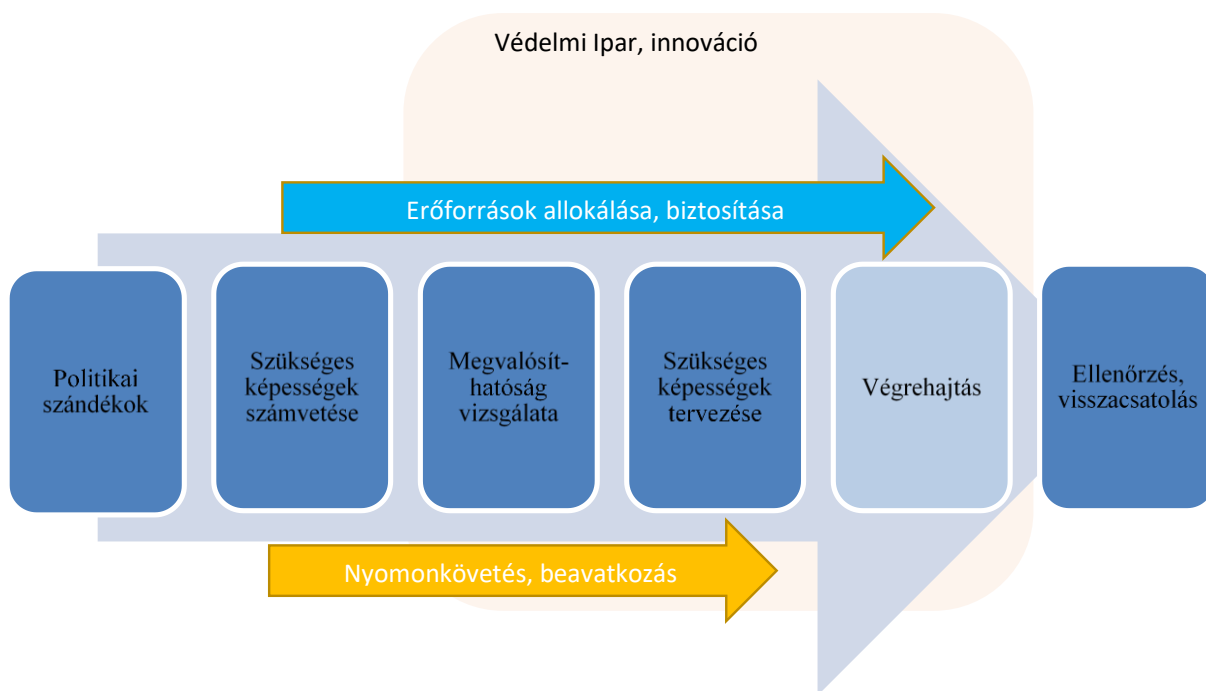 Védelmi Ipar, innováció
Erőforrások allokálása, biztosítása
Politikai
szándékok
Szükséges
képességek
számvetése
Megvalósít-
hatóság
vizsgálata
Szükséges
képességek
tervezése
Végrehajtás
Ellenőrzés,
visszacsatolás
Nyomonkövetés, beavatkozás